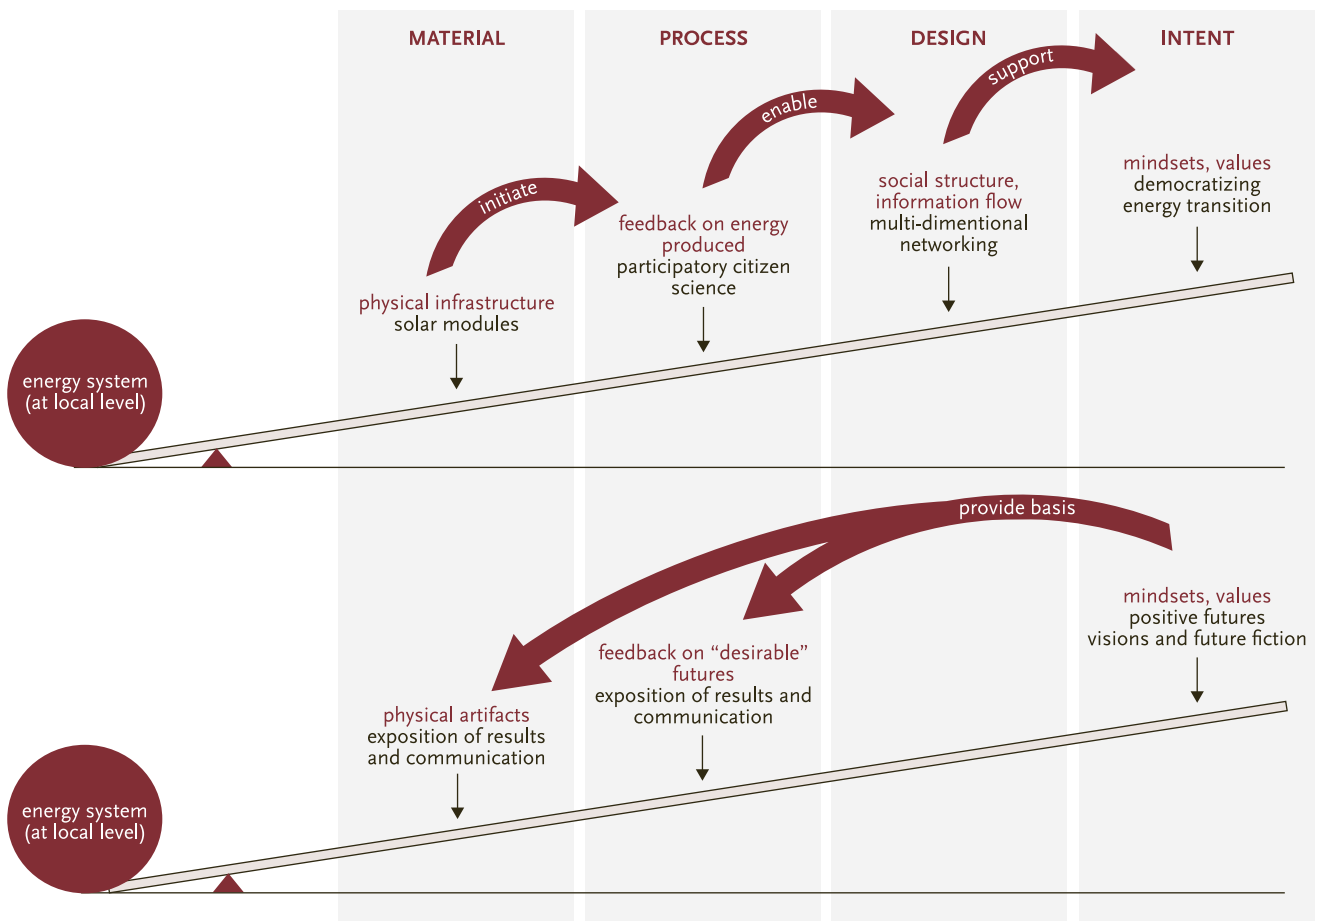 MATERIAL
PROCESS
DESIGN
INTENT
initiate
enable
support
physical infrastructure
solar modules
feedback on energy
produced
participatory citizen
science
social structure,
information flow
multi-dimentional
networking
mindsets, values
democratizing
energy transition
energy system
(at local level)
provide basis
physical artifacts
exposition of results
and communication
feedback on “desirable”
futures
exposition of results and
communication
mindsets, values
positive futures
visions and future fiction
energy system
(at local level)